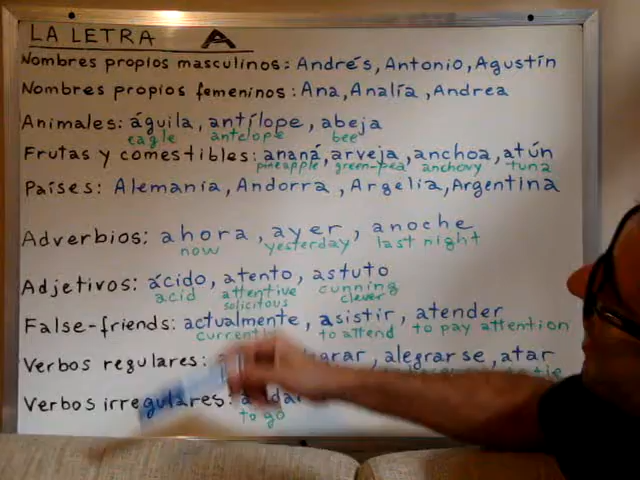 LA LETRA A
Nombres propios masculinos: Andrés, Antonio, Agustín
Nombres propios femeninos: Ana, Analía, Andrea
Animales: águila, antílope, abeja
eagle antelope bee
Frutas y comestibles: ananá, arveja, anchoa, atún
pineapple green-pea anchovy tuna
Países: Alemania, Andorra, Argelia, Argentina
Adverbios: ahora, ayer, anoche
now yesterday last night
Adjetivos: ácido, atento, astuto
acid attentive cunning
solicitous clever
False-friends: actualmente, asistir, atender
currently to attend to pay attention
Verbos regulares: alegrarse, atar
Verbos irregulares: andar
to go